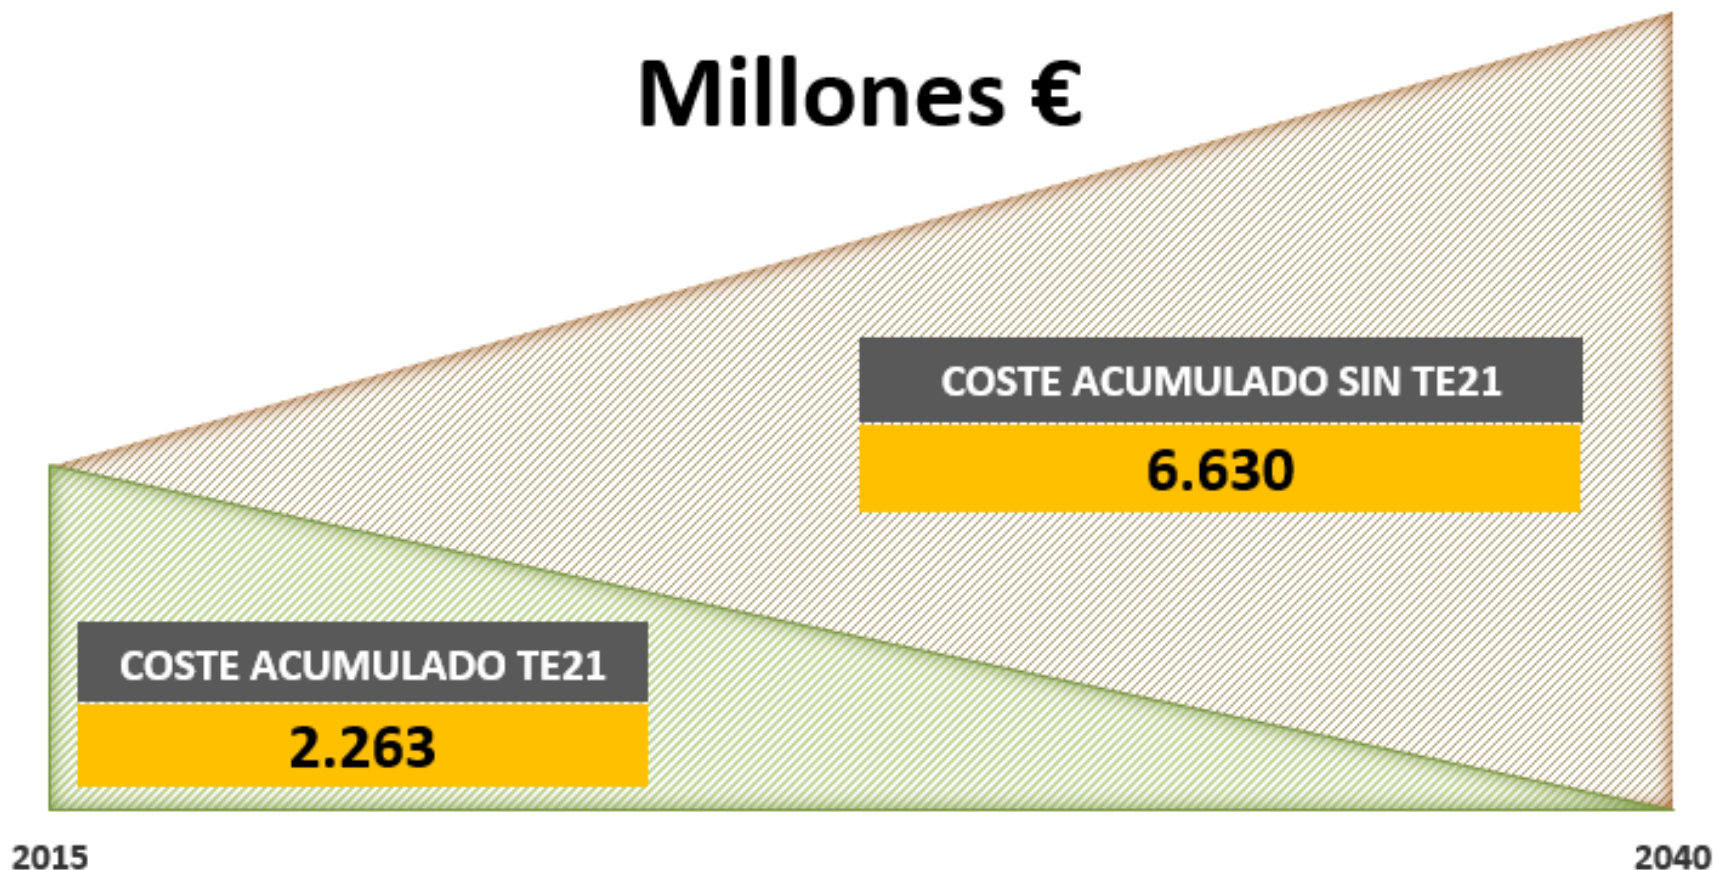 Millones €
COSTE ACUMULADO SIN TE21
6.630
COSTE ACUMULADO TE21
2.263
2015
2040